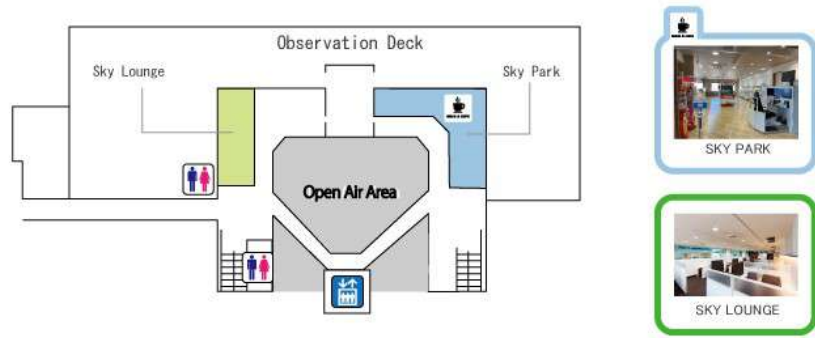 Observation Deck
Sky Lounge
Sky Park
Open Air Area
SKY PARK
SKY LOUNGE